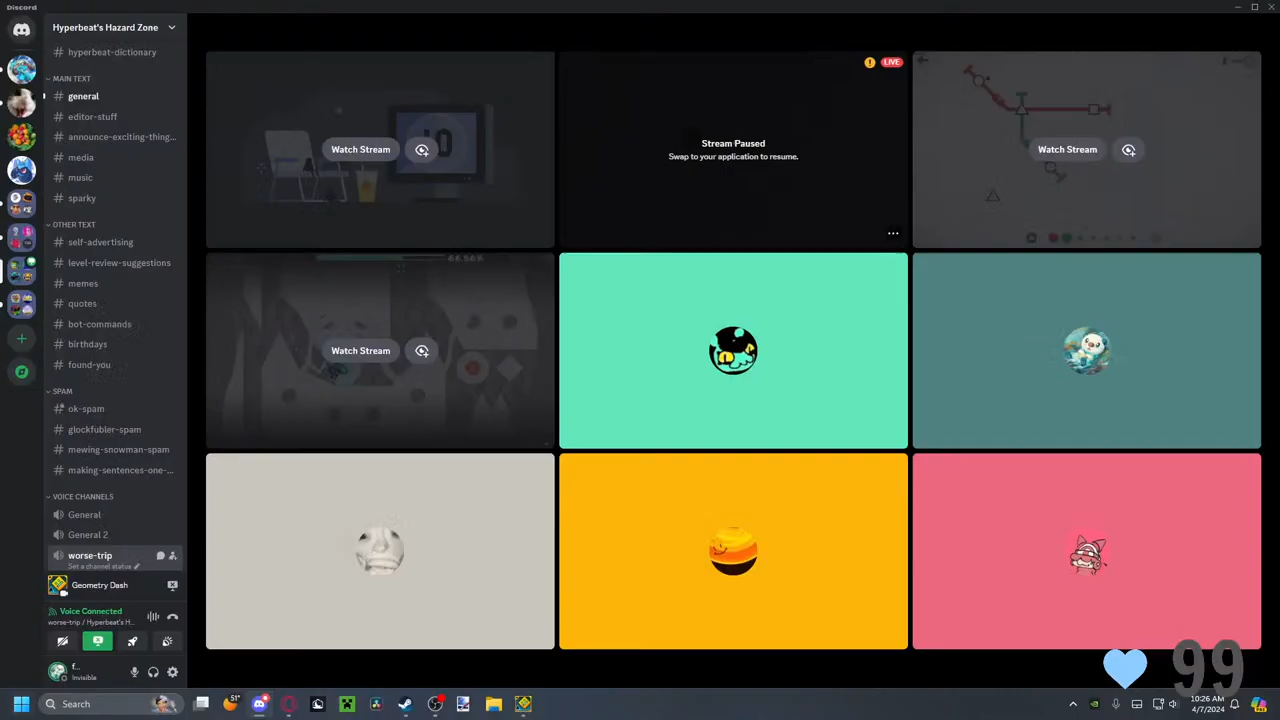 Discord
Hyperbeat's Hazard Zone
# hyperbeat-dictionary
MAIN TEXT
# general
# editor-stuff
# announce-exciting-thing...
# media
# music
# sparky
OTHER TEXT
# self-advertising
# level-review-suggestions
# memes
# quotes
# bot-commands
# birthdays
# found-you
SPAM
# ok-spam
# glockfubler-spam
# mewing-snowman-spam
# making-sentences-one-...
VOICE CHANNELS
General
General 2
worse-trip
Set a channel status
Geometry Dash
Voice Connected
worse-trip / Hyperbeat's H...
f...
Invisible
Watch Stream
LIVE
Stream Paused
Swap to your application to resume.
Watch Stream
66.56%
Watch Stream
99
Search
51°
10:26 AM
4/7/2024